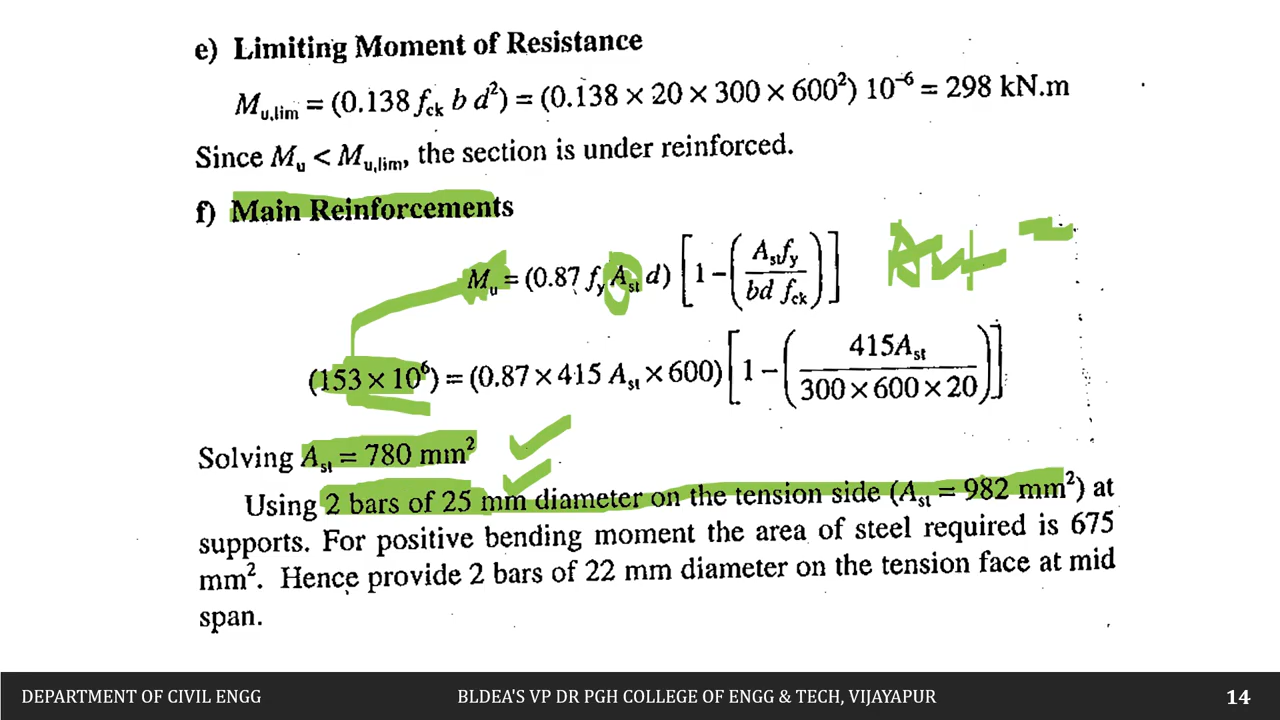 e) Limiting Moment of Resistance
M_u,lim = (0.138 f_ck b d²) = (0.138 × 20 × 300 × 600²) 10⁻⁶ = 298 kN.m
Since M_u < M_u,lim, the section is under reinforced.
f) Main Reinforcements
M_u = (0.87 f_y A_st d) [1 − (A_st f_y / bd f_ck)]
(153 × 10⁶) = (0.87 × 415 A_st × 600) [1 − (415A_st / 300 × 600 × 20)]
Solving A_st = 780 mm²
Using 2 bars of 25 mm diameter on the tension side (A_st = 982 mm²) at
supports. For positive bending moment the area of steel required is 675
mm². Hence provide 2 bars of 22 mm diameter on the tension face at mid
span.
DEPARTMENT OF CIVIL ENGG BLDEA'S VP DR PGH COLLEGE OF ENGG & TECH, VIJAYAPUR 14